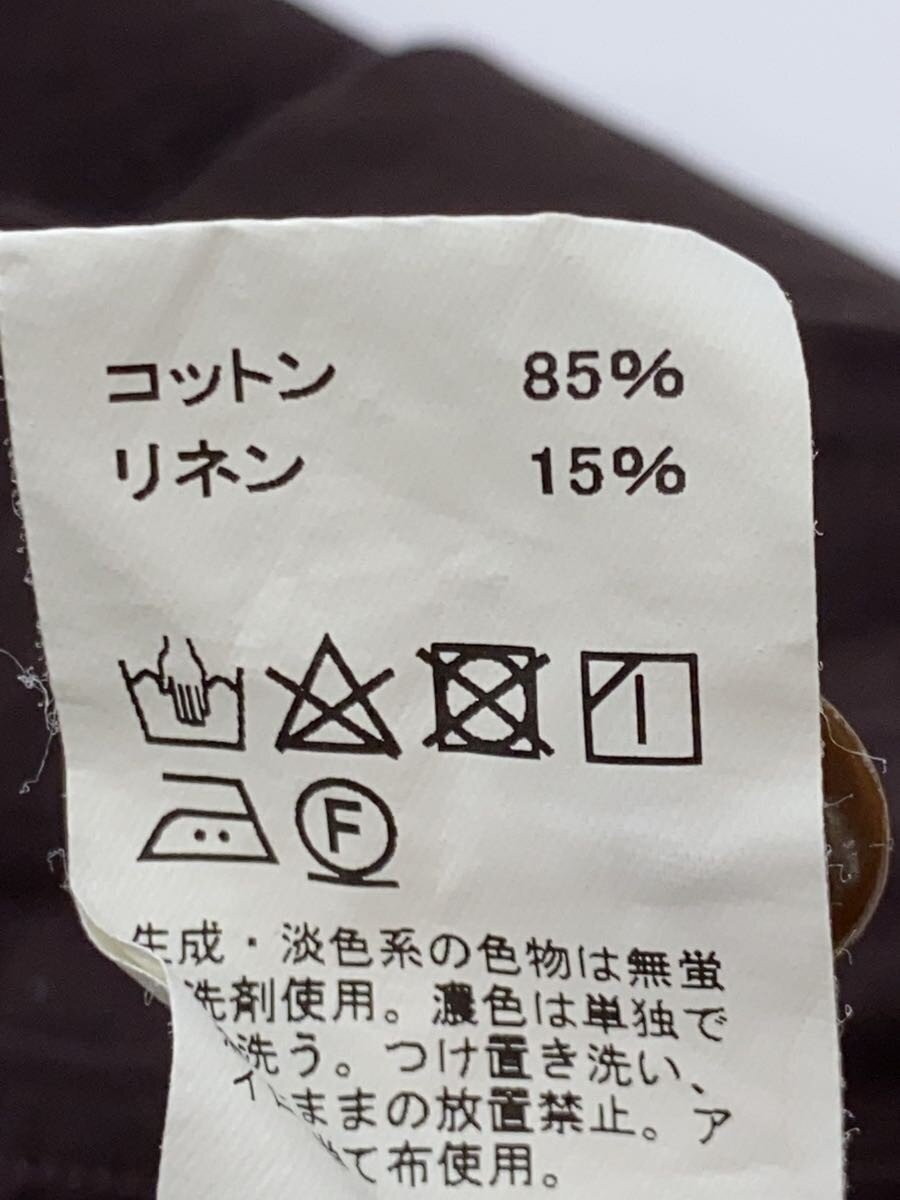 コットン 85%
リネン 15%
F
生成・淡色系の色物は無蛍
洗剤使用。濃色は単独で
洗う。つけ置き洗い、
ままの放置禁止。ア
て布使用。